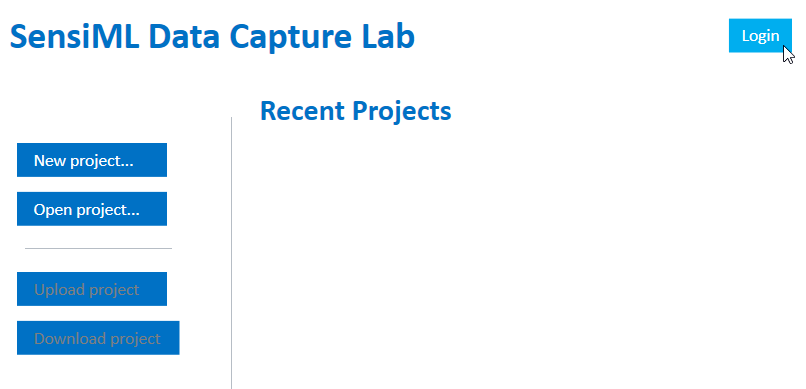 SensiML Data Capture Lab
Login
Recent Projects
New project...
Open project...
Upload project
Download project